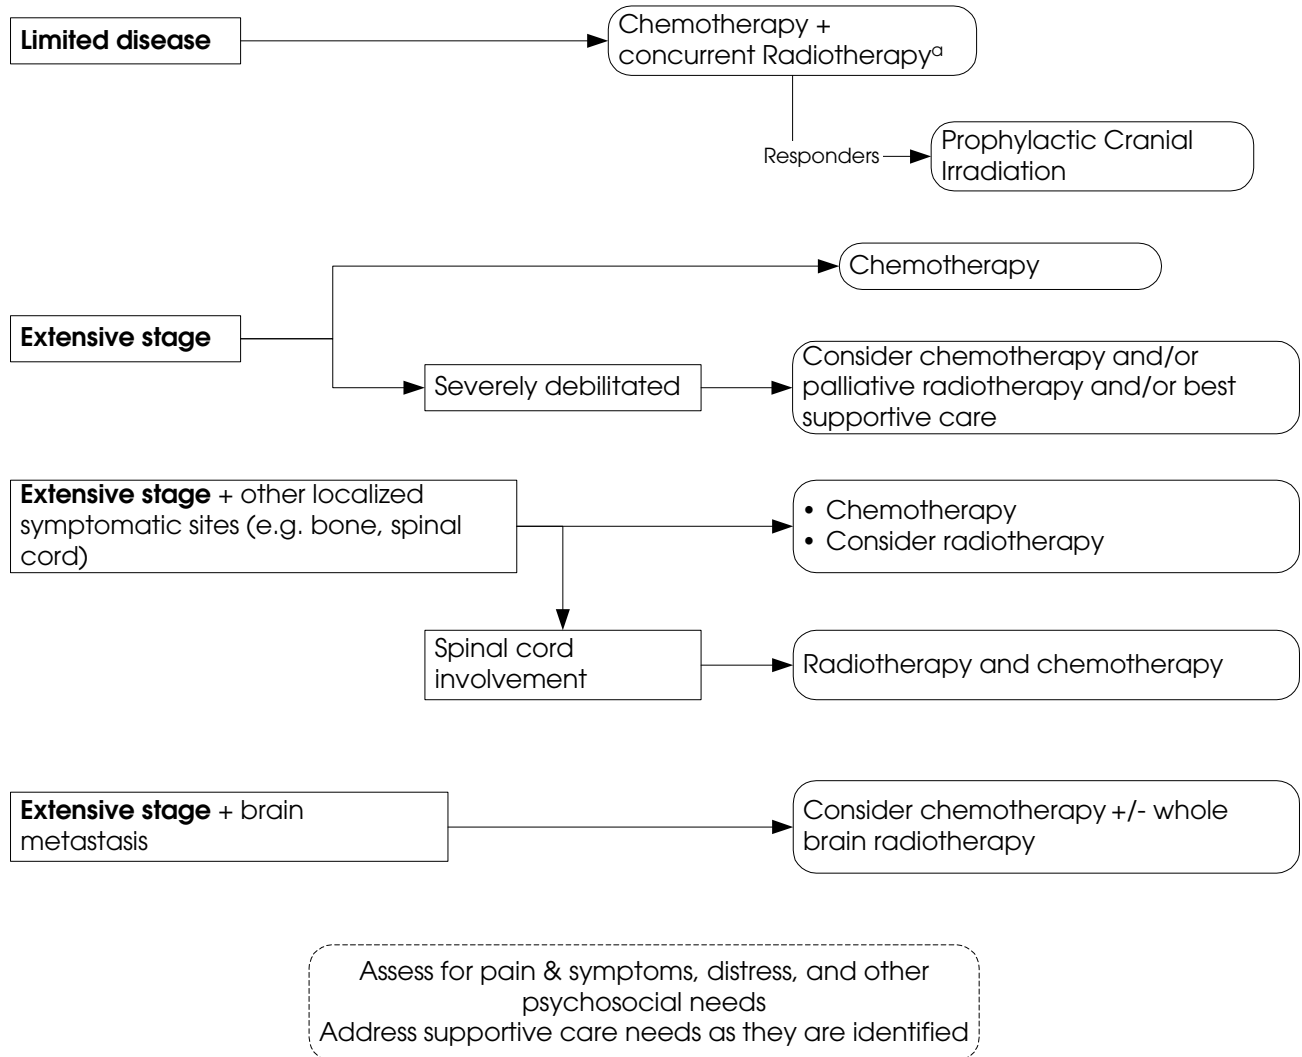 Limited disease
Chemotherapy +
concurrent Radiotherapyᵃ
Responders
Prophylactic Cranial
Irradiation
Chemotherapy
Extensive stage
Severely debilitated
Consider chemotherapy and/or
palliative radiotherapy and/or best
supportive care
Extensive stage + other localized
symptomatic sites (e.g. bone, spinal
cord)
• Chemotherapy
• Consider radiotherapy
Spinal cord
involvement
Radiotherapy and chemotherapy
Extensive stage + brain
metastasis
Consider chemotherapy +/- whole
brain radiotherapy
Assess for pain & symptoms, distress, and other
psychosocial needs
Address supportive care needs as they are identified